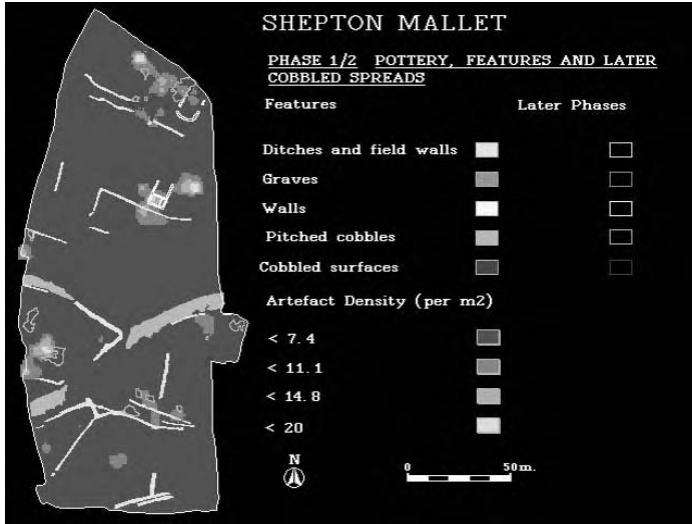 SHEPTON MALLET
PHASE 1/2 POTTERY, FEATURES AND LATER
COBBLED SPREADS
Features Later Phases
Ditches and field walls
Graves
Walls
Pitched cobbles
Cobbled surfaces
Artefact Density (per m2)
< 7.4
< 11.1
< 14.8
< 20
N
0 50m.